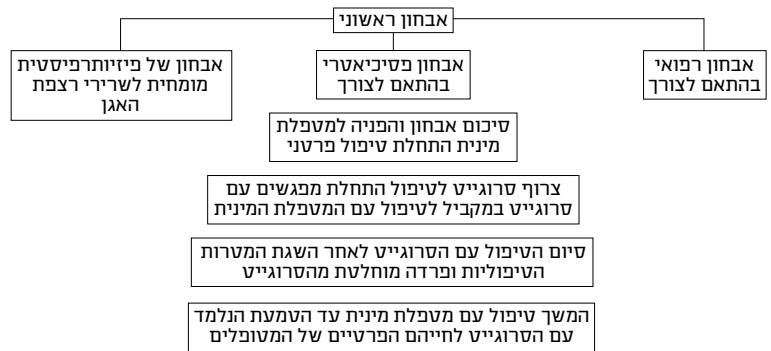 אבחון ראשוני
אבחון רפואי
בהתאם לצורך
אבחון פסיכיאטרי
בהתאם לצורך
אבחון של פיזיותרפיסטית
מומחית לשרירי רצפת
האגן
סיכום אבחון והפניה למטפלת
מינית התחלת טיפול פרטני
צרוף סרוגייט לטיפול התחלת מפגשים עם
סרוגייט במקביל לטיפול עם המטפלת המינית
סיום הטיפול עם הסרוגייט לאחר השגת המטרות
הטיפוליות ופרדה מוחלטת מהסרוגייט
המשך טיפול עם מטפלת מינית עד הטמעת הנלמד
עם הסרוגייט לחייהם הפרטיים של המטופלים